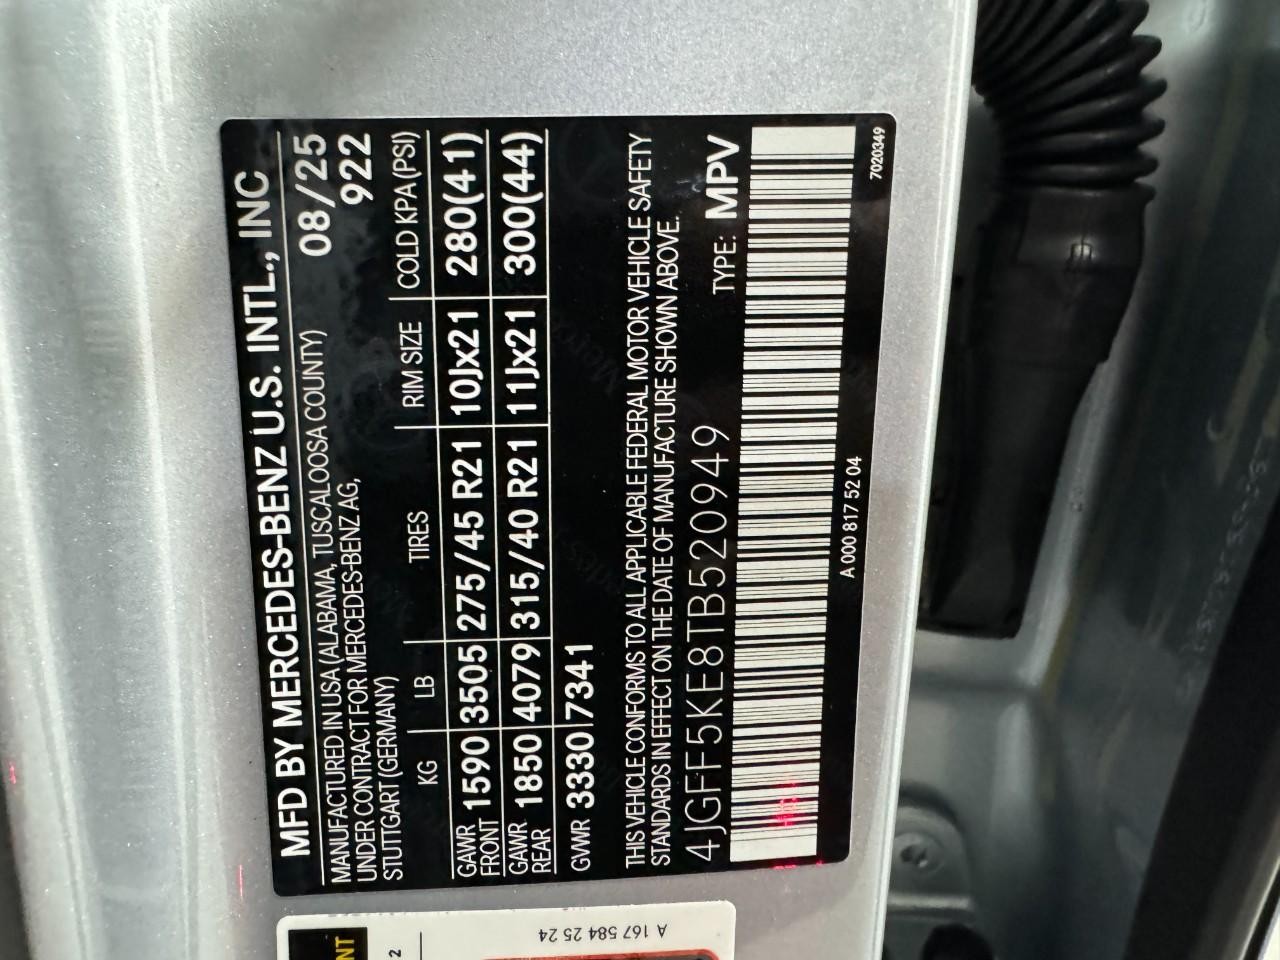 MFD BY MERCEDES-BENZ U.S. INTL., INC
MANUFACTURED IN USA (ALABAMA, TUSCALOOSA COUNTY) 08/25
UNDER CONTRACT FOR MERCEDES-BENZ AG, 922
STUTTGART (GERMANY)
KG LB TIRES RIM SIZE COLD KPA (PSI)
GAWR FRONT 1590 3505 275/45 R21 10Jx21 280(41)
GAWR REAR 1850 4079 315/40 R21 11Jx21 300(44)
GVWR 3330 7341
THIS VEHICLE CONFORMS TO ALL APPLICABLE FEDERAL MOTOR VEHICLE SAFETY
STANDARDS IN EFFECT ON THE DATE OF MANUFACTURE SHOWN ABOVE.
4JGFF5KE8TB520949 TYPE: MPV
A 000 817 52 04
7020349
A 167 584 25 24
2